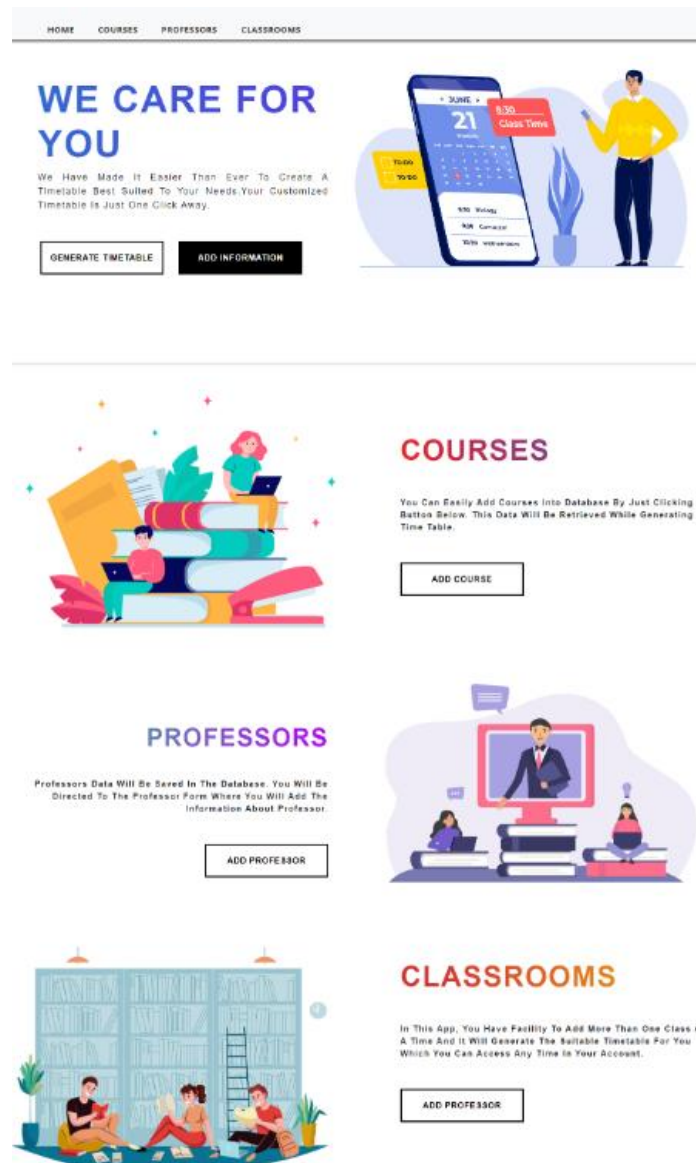 HOME COURSES PROFESSORS CLASSROOMS
WE CARE FOR
YOU
We Have Made It Easier Than Ever To Create A
Timetable Best Suited To Your Needs.Your Customized
Timetable Is Just One Click Away.
GENERATE TIMETABLE ADD INFORMATION
JUNE
21
8:30
Class Time
TO DO
TO DO
Biology
COURSES
You Can Easily Add Courses Into Database By Just Clicking
Button Below. This Data Will Be Retrieved While Generating
Time Table.
ADD COURSE
PROFESSORS
Professors Data Will Be Saved In The Database. You Will Be
Directed To The Professor Form Where You Will Add The
Information About Professor.
ADD PROFESSOR
CLASSROOMS
In This App, You Have Facility To Add More Than One Class
A Time And It Will Generate The Suitable Timetable For You
Which You Can Access Any Time In Your Account.
ADD PROFESSOR